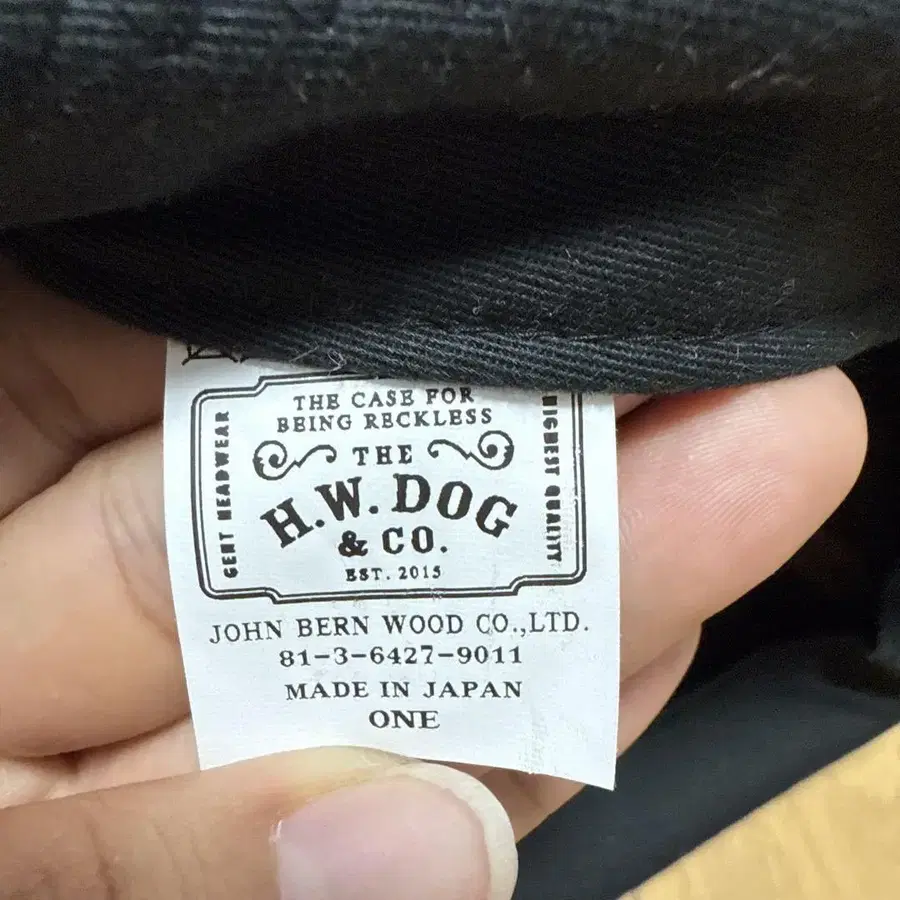 THE CASE FOR
BEING RECKLESS
GENT HEADWEAR
HIGHEST QUALITY
THE
H.W. DOG
& CO.
EST. 2015
JOHN BERN WOOD CO.,LTD.
81-3-6427-9011
MADE IN JAPAN
ONE